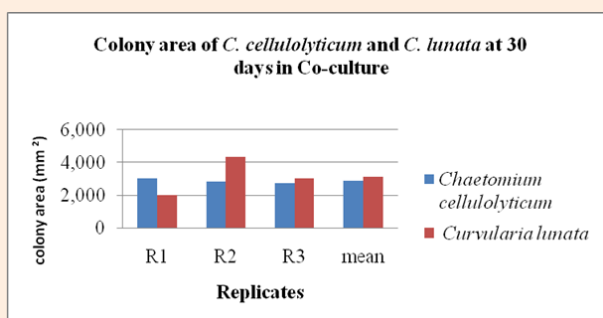 Colony area of C. cellulolyticum and C. lunata at 30
days in Co-culture
colony area (mm ²)
6,000
4,000
2,000
0
R1 R2 R3 mean
Replicates
Chaetomium
cellulolyticum
Curvularia lunata